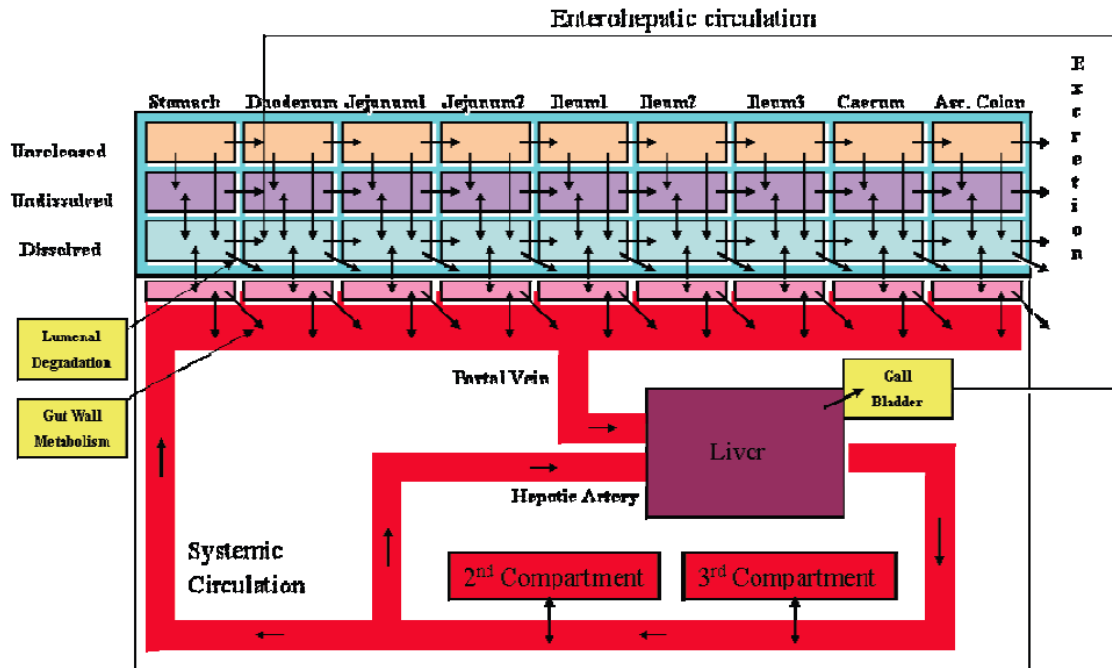 Enterohepatic circulation
Stomach Duodenum Jejunum1 Jejunum2 Ileum1 Ileum2 Ileum3 Caecum Asc. Colon
Excretion
Unreleased
Undissolved
Dissolved
Lumenal
Degradation
Gut Wall
Metabolism
Portal Vein
Gall
Bladder
Liver
Hepatic Artery
Systemic
Circulation
2nd Compartment
3rd Compartment